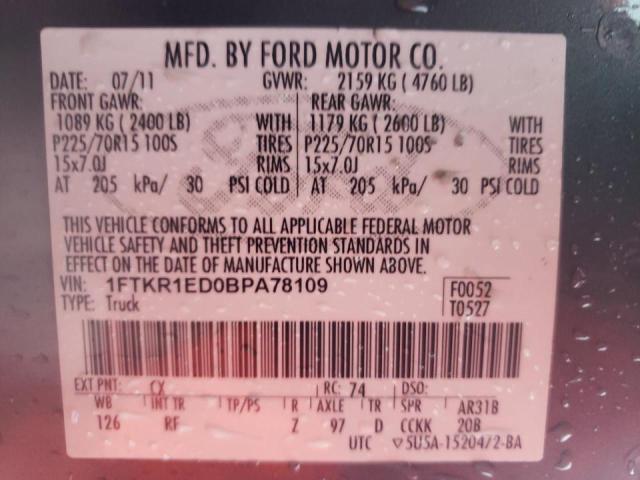 MFD. BY FORD MOTOR CO.
DATE: 07/11 GVWR: 2159 KG ( 4760 LB)
FRONT GAWR: REAR GAWR:
1089 KG ( 2400 LB) WITH 1179 KG ( 2600 LB) WITH
P225/70R15 100S TIRES P225/70R15 100S TIRES
15x7.0J RIMS 15x7.0J RIMS
AT 205 kPa/ 30 PSI COLD AT 205 kPa/ 30 PSI COLD
THIS VEHICLE CONFORMS TO ALL APPLICABLE FEDERAL MOTOR
VEHICLE SAFETY AND THEFT PREVENTION STANDARDS IN
EFFECT ON THE DATE OF MANUFACTURE SHOWN ABOVE.
VIN: 1FTKR1ED0BPA78109 F0052
TYPE: Truck T0527
EXT PNT: CX RC: 74 DSO:
WB INT TR TP/PS R AXLE TR SPR AR31B
126 RF Z 97 D CCKK 20B
UTC ▽5U5A-15204/2-BA